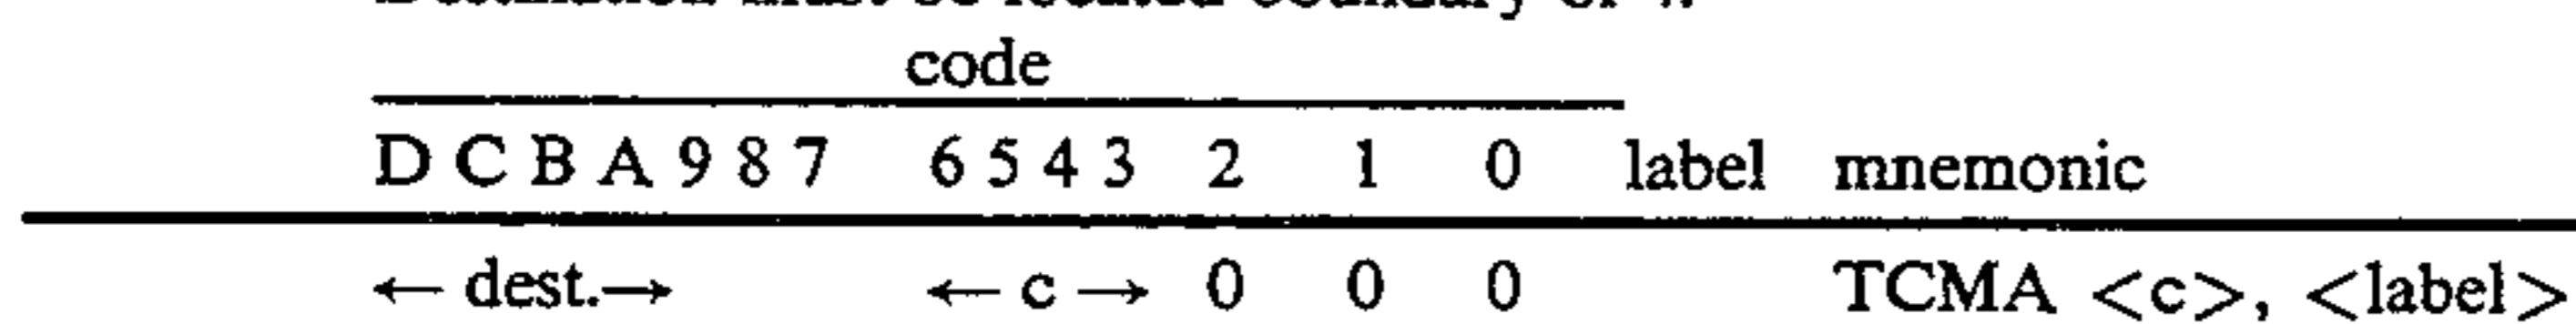 code
D C B A 9 8 7 6 5 4 3 2 1 0 label mnemonic
← dest.→ ← c → 0 0 0 TCMA <c>, <label>